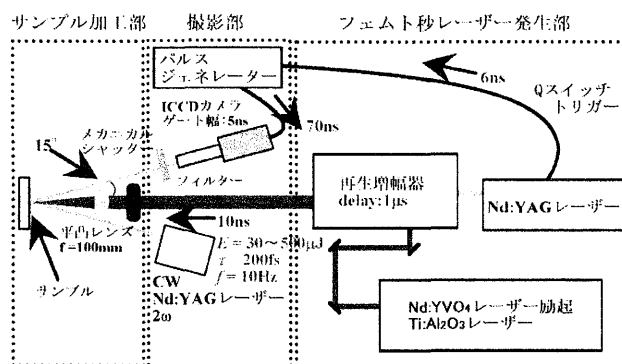 サンプル加工部
撮影部
フェムト秒レーザー発生部
パルス
ジェネレーター
6ns
Qスイッチ
トリガー
ICCDカメラ
ゲート幅:5ns
70ns
メカニカル
シャッター
15°
フィルター
再生増幅器
delay:1μs
Nd:YAGレーザー
10ns
平凸レンズ
f=100mm
サンプル
E = 30~500μJ
τ 200fs
f = 10Hz
CW
Nd:YAGレーザー
2ω
Nd:YVO4レーザー励起
Ti:Al2O3レーザー